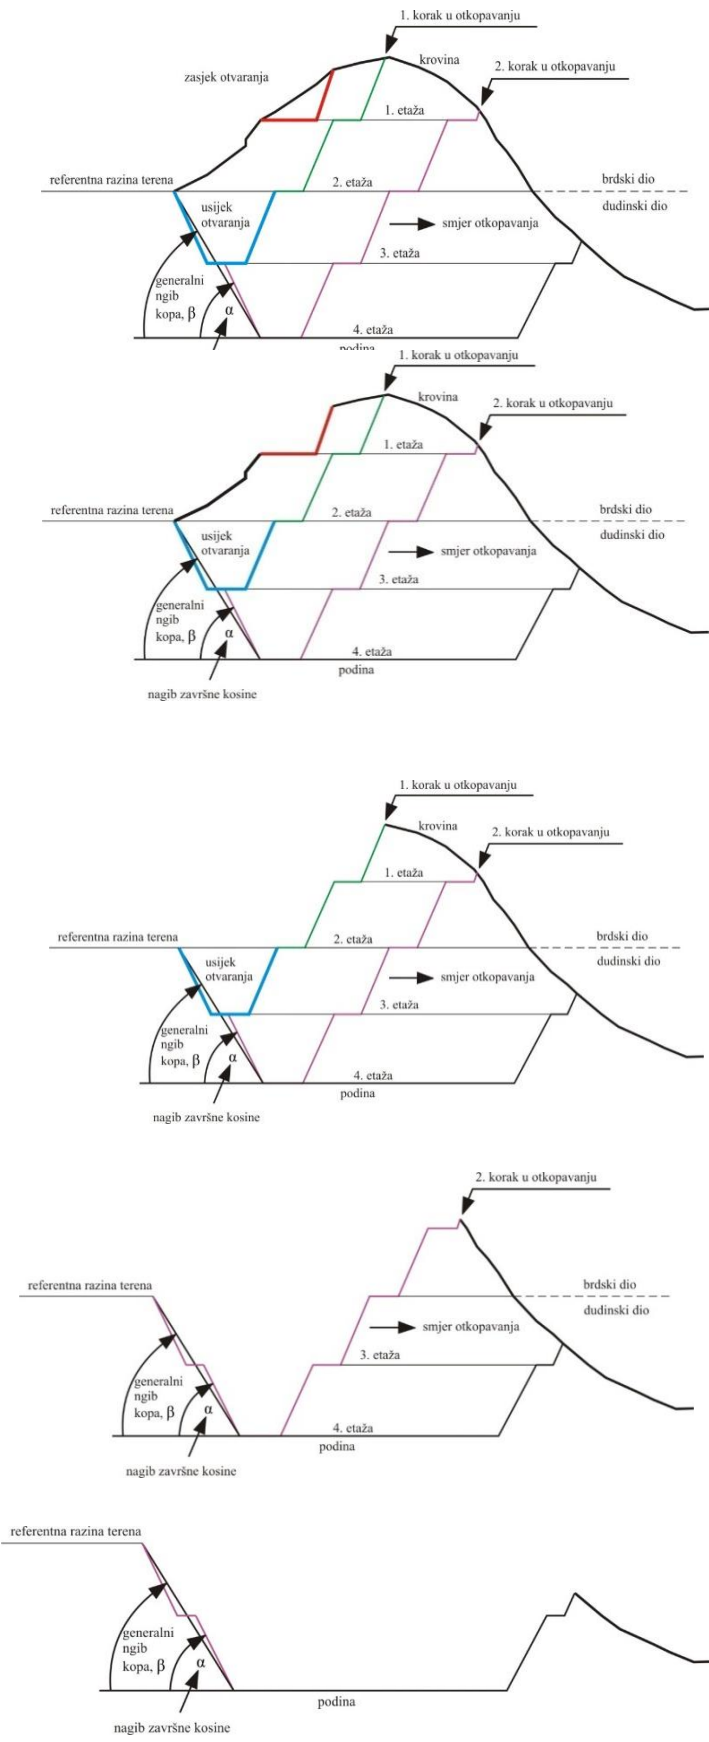 1. korak u otkopavanju
krovina
2. korak u otkopavanju
zasjek otvaranja
1. etaža
referentna razina terena
2. etaža
brdski dio
dudinski dio
usijek
otvaranja
smjer otkopavanja
3. etaža
generalni
ngib
kopa, β
α
4. etaža
podina
1. korak u otkopavanju
krovina
2. korak u otkopavanju
1. etaža
referentna razina terena
2. etaža
brdski dio
dudinski dio
usijek
otvaranja
smjer otkopavanja
3. etaža
generalni
ngib
kopa, β
α
4. etaža
podina
nagib završne kosine
1. korak u otkopavanju
krovina
2. korak u otkopavanju
1. etaža
referentna razina terena
2. etaža
brdski dio
dudinski dio
usijek
otvaranja
smjer otkopavanja
3. etaža
generalni
ngib
kopa, β
α
4. etaža
podina
nagib završne kosine
2. korak u otkopavanju
referentna razina terena
brdski dio
dudinski dio
smjer otkopavanja
3. etaža
generalni
ngib
kopa, β
α
4. etaža
podina
nagib završne kosine
referentna razina terena
generalni
ngib
kopa, β
α
podina
nagib završne kosine